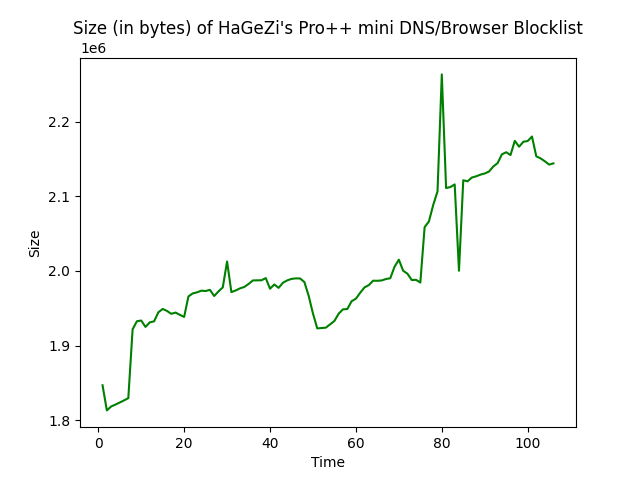 Size (in bytes) of HaGeZi's Pro++ mini DNS/Browser Blocklist
1e6
2.2
2.1
2.0
1.9
1.8
Size
0 20 40 60 80 100
Time